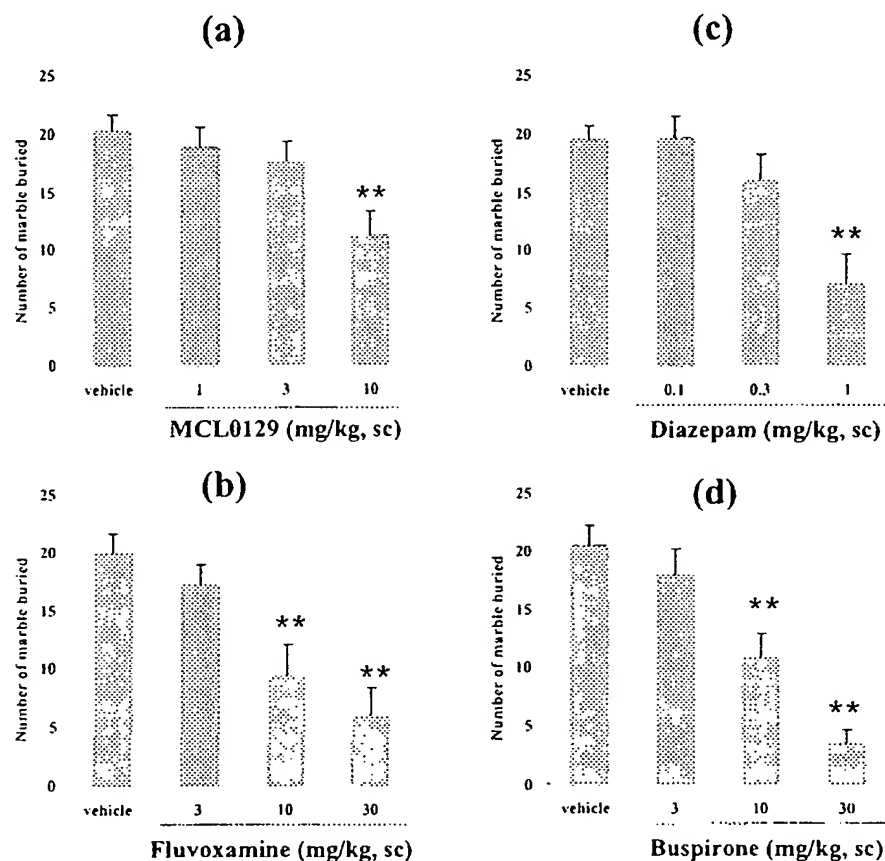 (a)
Number of marble buried
25
20
15
10
5
0
**
vehicle 1 3 10
MCL0129 (mg/kg, sc)
(c)
Number of marble buried
25
20
15
10
5
0
**
vehicle 0.1 0.3 1
Diazepam (mg/kg, sc)
(b)
Number of marble buried
25
20
15
10
5
0
**
**
vehicle 3 10 30
Fluvoxamine (mg/kg, sc)
(d)
Number of marble buried
25
20
15
10
5
0
**
**
vehicle 3 10 30
Buspirone (mg/kg, sc)